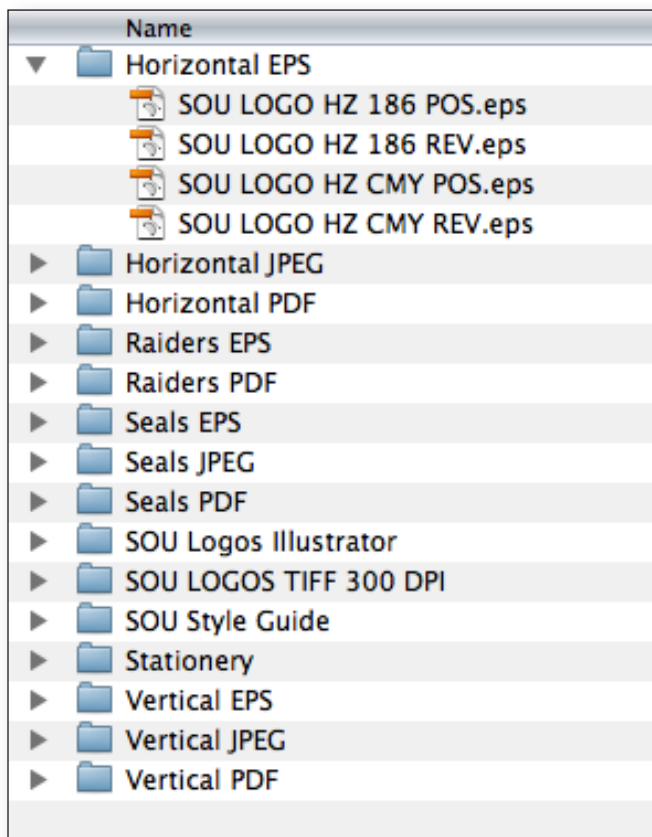 Name
Horizontal EPS
SOU LOGO HZ 186 POS.eps
SOU LOGO HZ 186 REV.eps
SOU LOGO HZ CMY POS.eps
SOU LOGO HZ CMY REV.eps
Horizontal JPEG
Horizontal PDF
Raiders EPS
Raiders PDF
Seals EPS
Seals JPEG
Seals PDF
SOU Logos Illustrator
SOU LOGOS TIFF 300 DPI
SOU Style Guide
Stationery
Vertical EPS
Vertical JPEG
Vertical PDF